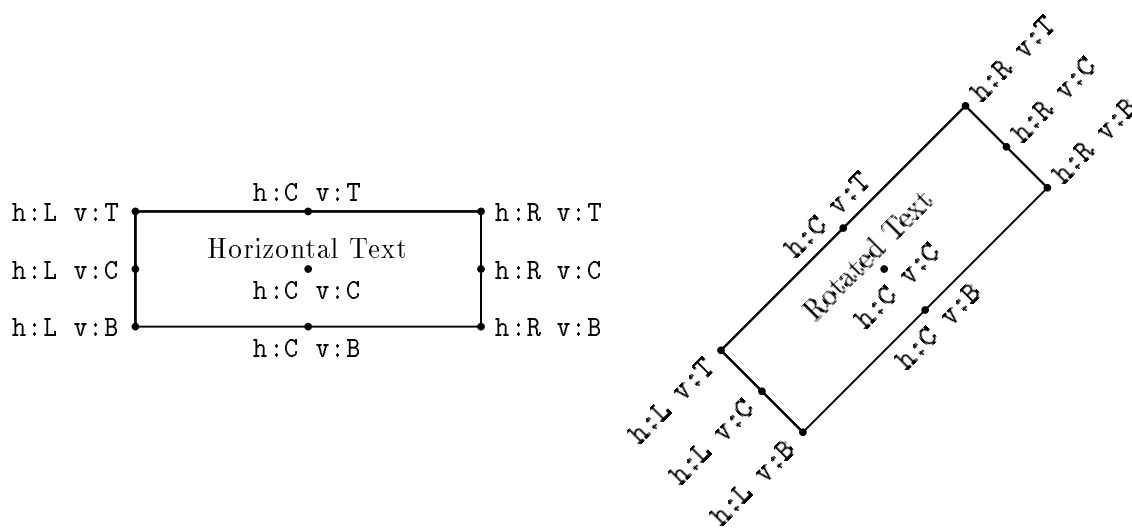 h:C v:T
h:L v:T
h:R v:T
Horizontal Text
h:L v:C
h:R v:C
h:C v:C
h:L v:B
h:R v:B
h:C v:B
h:R v:T
h:R v:C
h:R v:B
h:C v:T
Rotated Text
h:C v:C
h:C v:B
h:L v:T
h:L v:C
h:L v:B